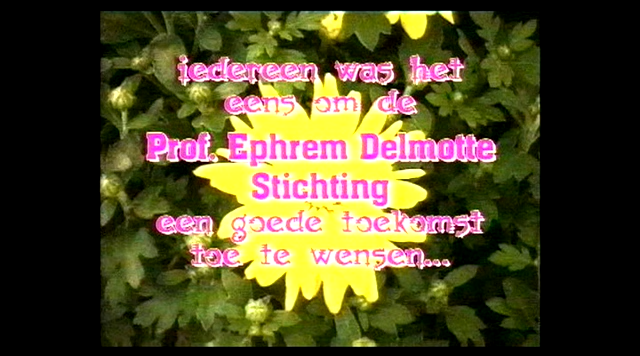 iedereen was het
eens om de
Prof. Ephrem Delmotte
Stichting
een goede toekomst
toe te wensen...